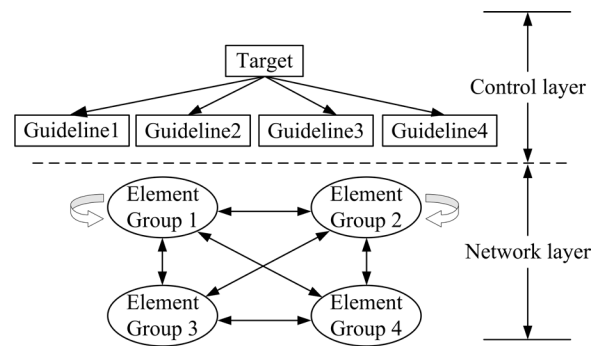 Target
Control layer
Guideline1
Guideline2
Guideline3
Guideline4
Element
Group 1
Element
Group 2
Network layer
Element
Group 3
Element
Group 4